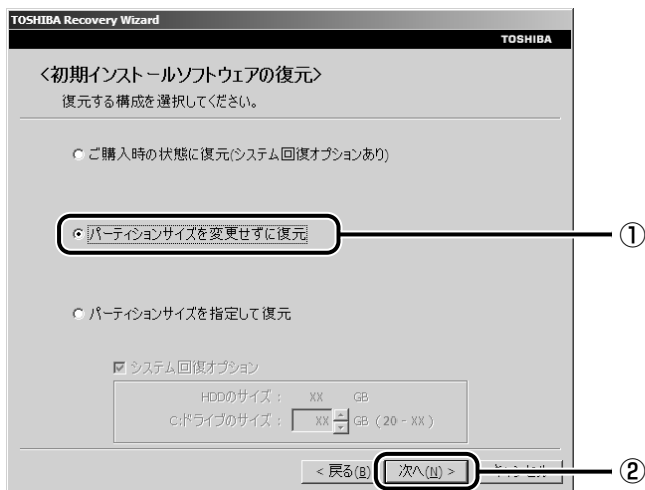 TOSHIBA Recovery Wizard
TOSHIBA
<初期インストールソフトウェアの復元>
復元する構成を選択してください。
ご購入時の状態に復元(システム回復オプションあり)
パーティションサイズを変更せずに復元
①
パーティションサイズを指定して復元
システム回復オプション
HDDのサイズ： XX GB
C:ドライブのサイズ： XX GB (20 - XX)
< 戻る(B) 次へ(N) > ②